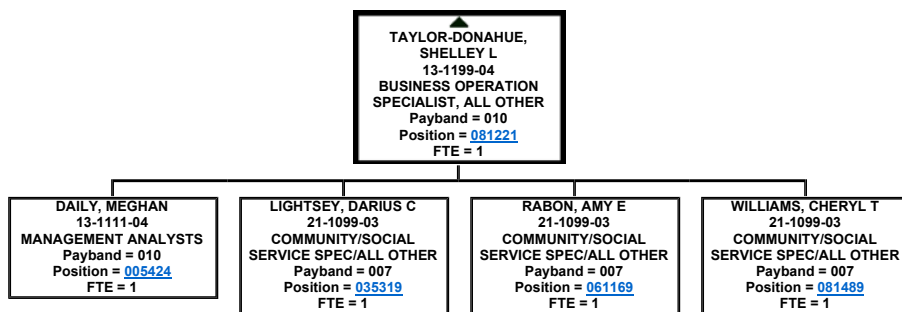 TAYLOR-DONAHUE,
SHELLEY L
13-1199-04
BUSINESS OPERATION
SPECIALIST, ALL OTHER
Payband = 010
Position = 081221
FTE = 1
DAILY, MEGHAN
13-1111-04
MANAGEMENT ANALYSTS
Payband = 010
Position = 005424
FTE = 1
LIGHTSEY, DARIUS C
21-1099-03
COMMUNITY/SOCIAL
SERVICE SPEC/ALL OTHER
Payband = 007
Position = 035319
FTE = 1
RABON, AMY E
21-1099-03
COMMUNITY/SOCIAL
SERVICE SPEC/ALL OTHER
Payband = 007
Position = 061169
FTE = 1
WILLIAMS, CHERYL T
21-1099-03
COMMUNITY/SOCIAL
SERVICE SPEC/ALL OTHER
Payband = 007
Position = 081489
FTE = 1